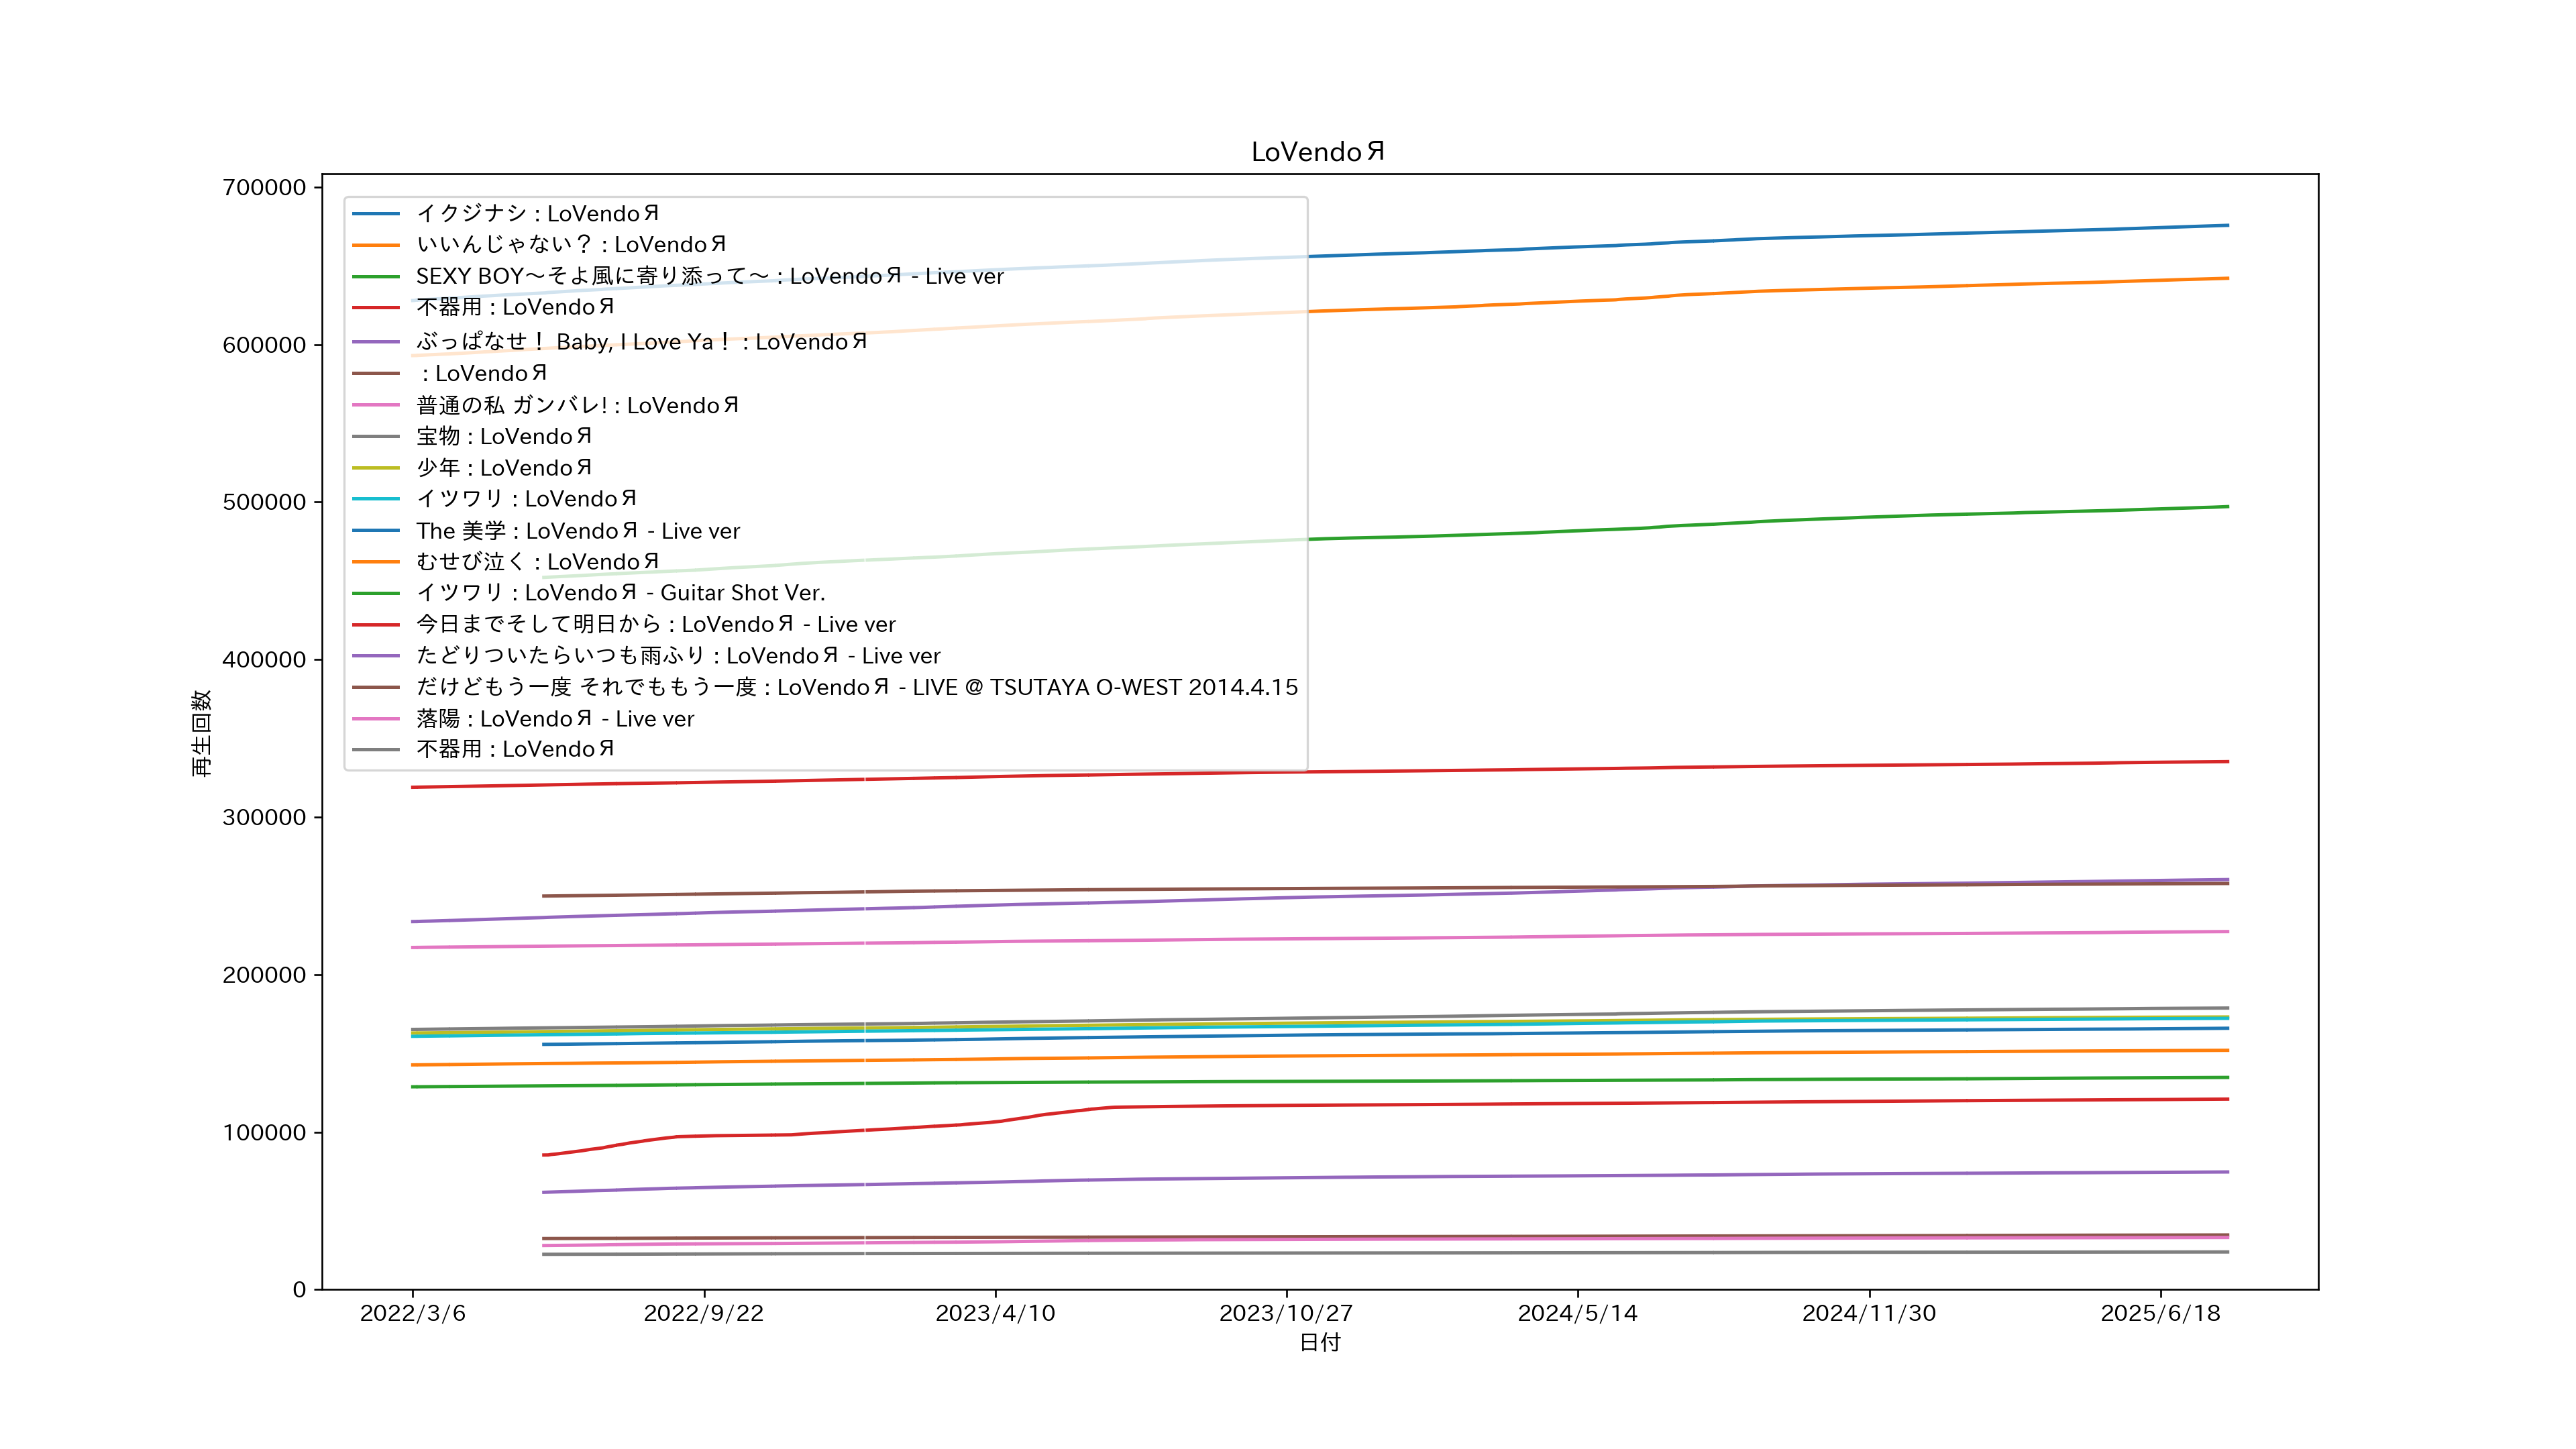 LoVendoЯ
700000
600000
500000
400000
300000
200000
100000
0
再生回数
イクジナシ : LoVendoЯ
いいんじゃない？ : LoVendoЯ
SEXY BOY〜そよ風に寄り添って〜 : LoVendoЯ - Live ver
不器用 : LoVendoЯ
ぶっぱなせ！ Baby, I Love Ya！ : LoVendoЯ
: LoVendoЯ
普通の私 ガンバレ! : LoVendoЯ
宝物 : LoVendoЯ
少年 : LoVendoЯ
イツワリ : LoVendoЯ
The 美学 : LoVendoЯ - Live ver
むせび泣く : LoVendoЯ
イツワリ : LoVendoЯ - Guitar Shot Ver.
今日までそして明日から : LoVendoЯ - Live ver
たどりついたらいつも雨ふり : LoVendoЯ - Live ver
だけどもう一度 それでももう一度 : LoVendoЯ - LIVE @ TSUTAYA O-WEST 2014.4.15
落陽 : LoVendoЯ - Live ver
不器用 : LoVendoЯ
2022/3/6 2022/9/22 2023/4/10 2023/10/27 2024/5/14 2024/11/30 2025/6/18
日付